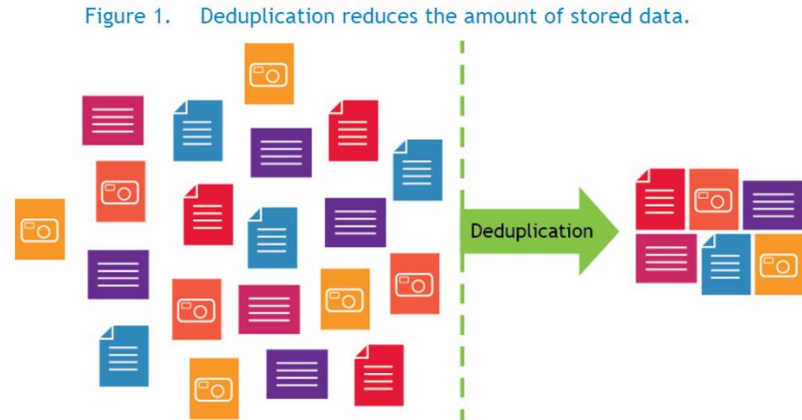 Figure 1. Deduplication reduces the amount of stored data.
Deduplication